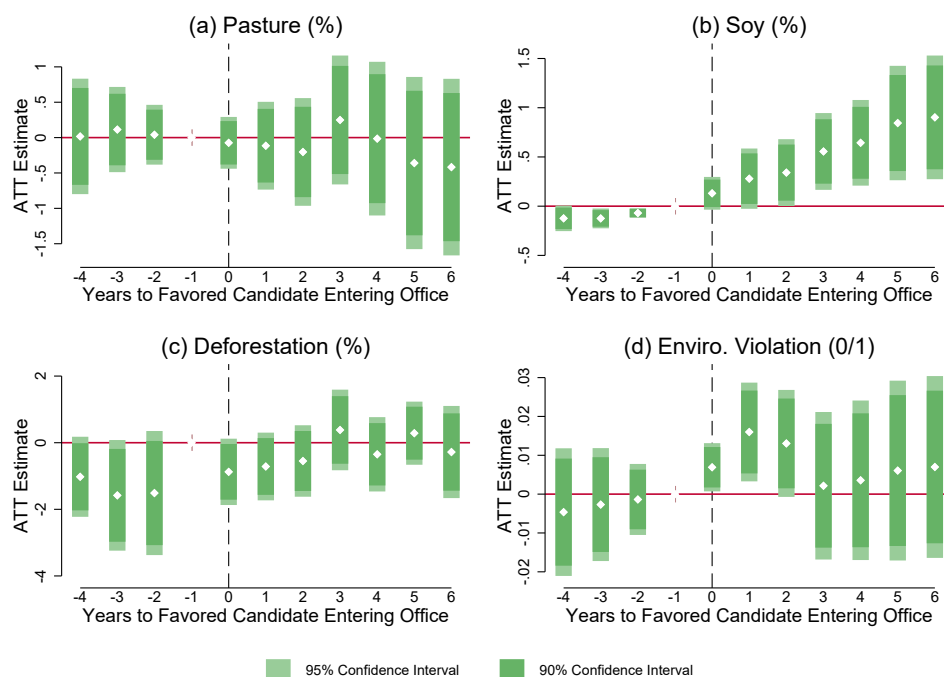 (a) Pasture (%)
ATT Estimate
1
.5
0
-.5
-1
-1.5
-4 -3 -2 -1 0 1 2 3 4 5 6
Years to Favored Candidate Entering Office
(b) Soy (%)
ATT Estimate
1.5
1
.5
0
-.5
-4 -3 -2 -1 0 1 2 3 4 5 6
Years to Favored Candidate Entering Office
(c) Deforestation (%)
ATT Estimate
2
0
-2
-4
-4 -3 -2 -1 0 1 2 3 4 5 6
Years to Favored Candidate Entering Office
(d) Enviro. Violation (0/1)
ATT Estimate
.03
.02
.01
0
-.01
-.02
-4 -3 -2 -1 0 1 2 3 4 5 6
Years to Favored Candidate Entering Office
95% Confidence Interval
90% Confidence Interval